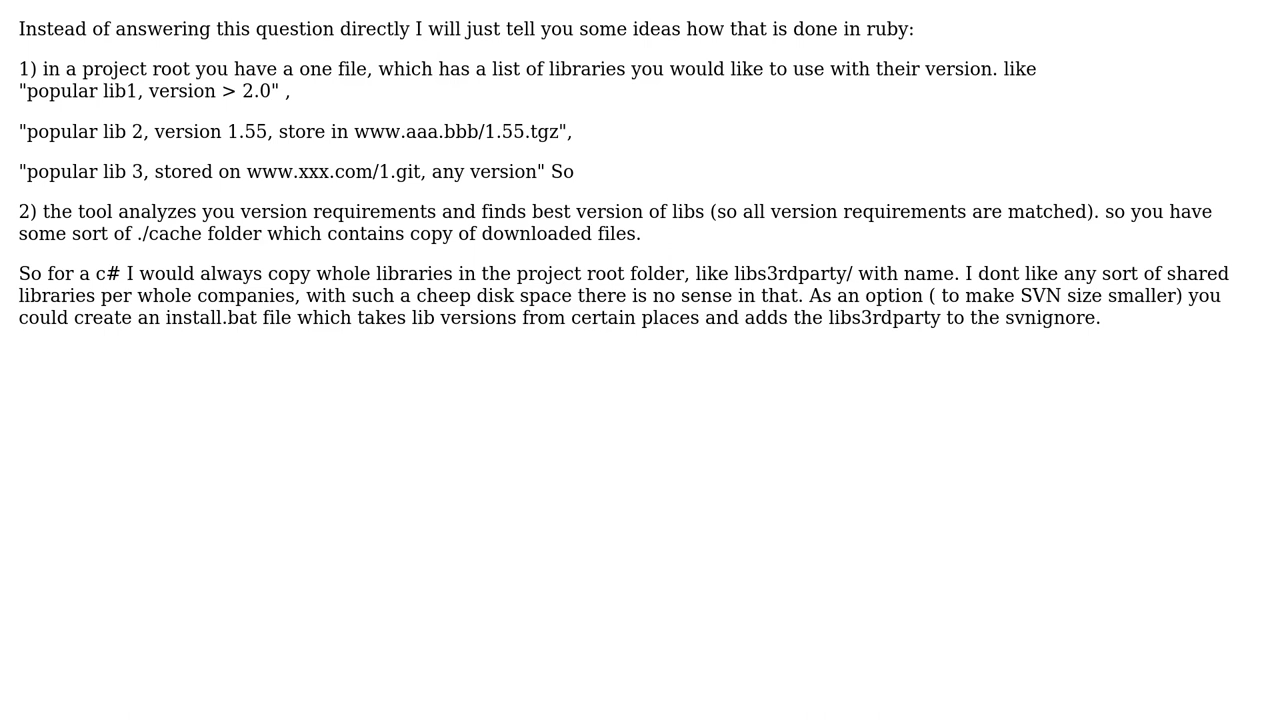 Instead of answering this question directly I will just tell you some ideas how that is done in ruby:
1) in a project root you have a one file, which has a list of libraries you would like to use with their version. like
"popular lib1, version > 2.0" ,
"popular lib 2, version 1.55, store in www.aaa.bbb/1.55.tgz",
"popular lib 3, stored on www.xxx.com/1.git, any version" So
2) the tool analyzes you version requirements and finds best version of libs (so all version requirements are matched). so you have
some sort of ./cache folder which contains copy of downloaded files.
So for a c# I would always copy whole libraries in the project root folder, like libs3rdparty/ with name. I dont like any sort of shared
libraries per whole companies, with such a cheep disk space there is no sense in that. As an option ( to make SVN size smaller) you
could create an install.bat file which takes lib versions from certain places and adds the libs3rdparty to the svnignore.